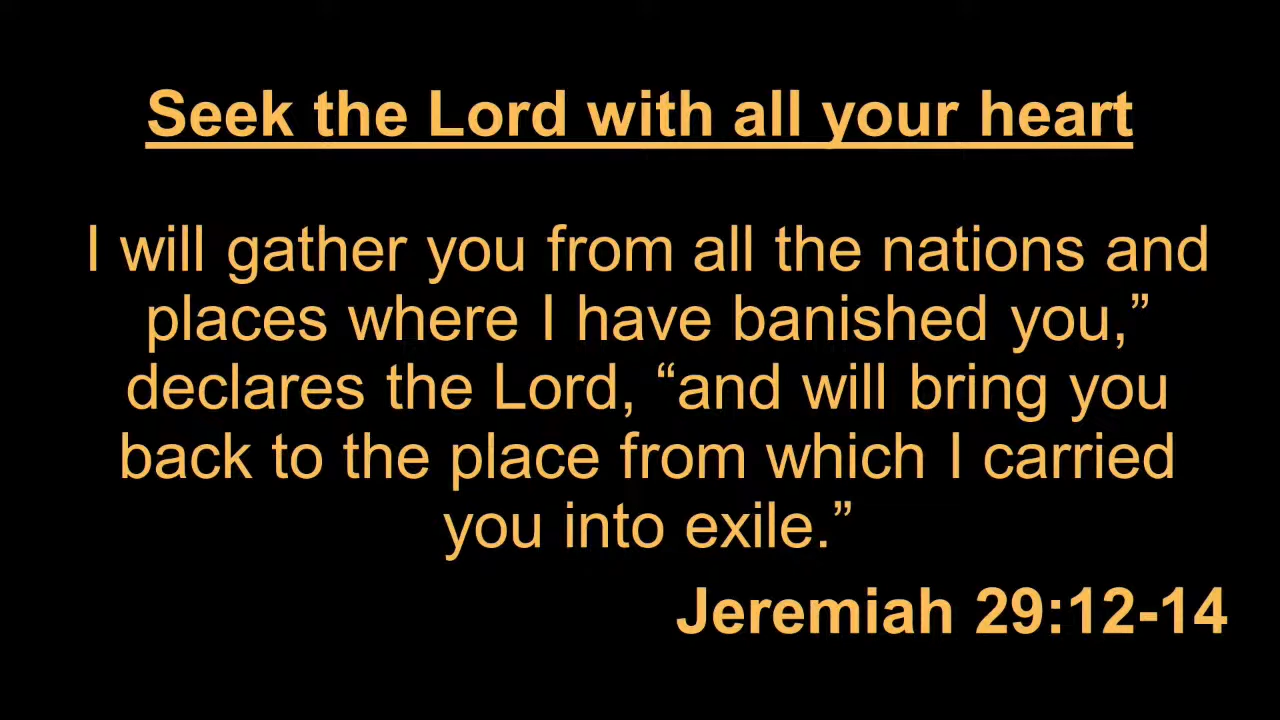 Seek the Lord with all your heart
I will gather you from all the nations and
places where I have banished you,”
declares the Lord, “and will bring you
back to the place from which I carried
you into exile.”
Jeremiah 29:12-14